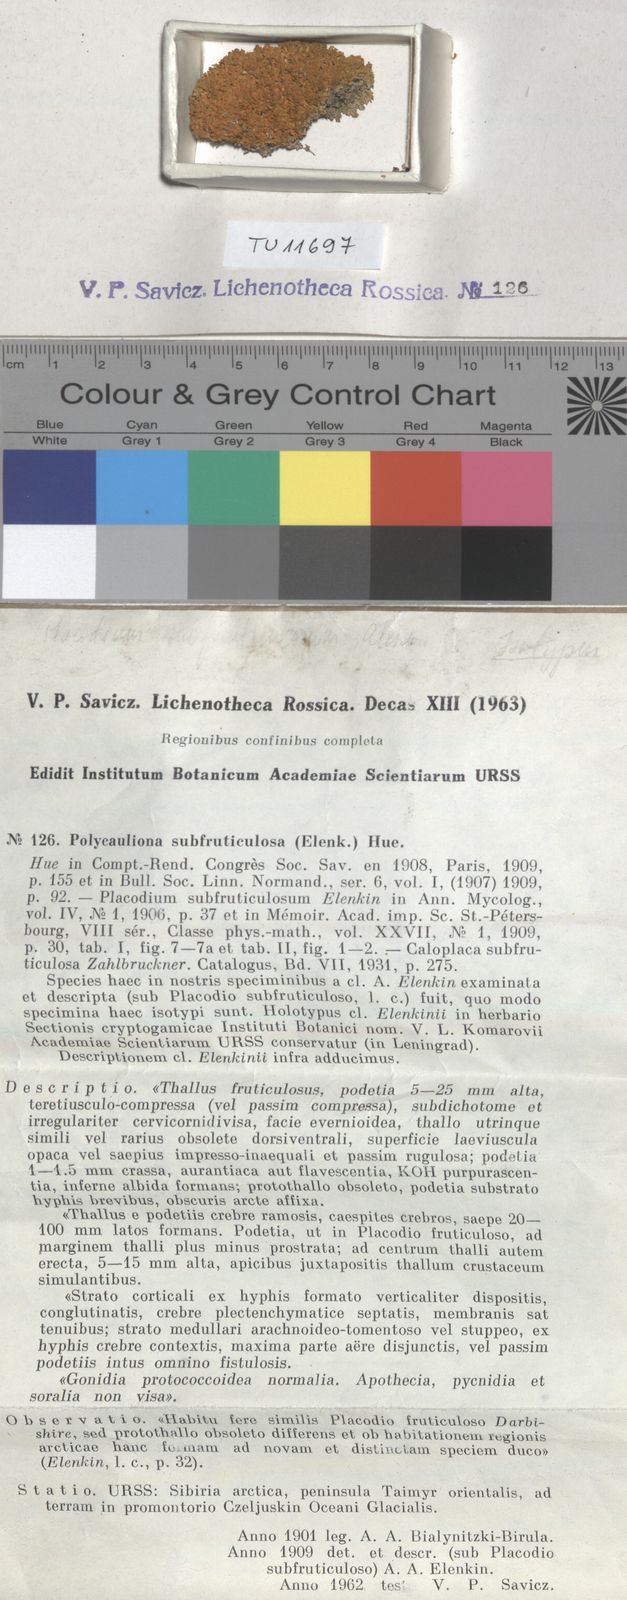 TU11697
V. P. Savicz. Lichenotheca Rossica. № 126
cm 1 2 3 4 5 6 7 8 9 10 11 12 13
Colour & Grey Control Chart
Blue Cyan Green Yellow Red Magenta
White Grey 1 Grey 2 Grey 3 Grey 4 Black
Isotypus
V. P. Savicz. Lichenotheca Rossica. Decas XIII (1963)
Regionibus confinibus completa
Edidit Institutum Botanicum Academiae Scientiarum URSS
№ 126. Polycauliona subfruticulosa (Elenk.) Hue.
Hue in Compt.-Rend. Congrès Soc. Sav. en 1908, Paris, 1909,
p. 155 et in Bull. Soc. Linn. Normand., ser. 6, vol. I, (1907) 1909,
p. 92. — Placodium subfruticulosum Elenkin in Ann. Mycolog.,
vol. IV, № 1, 1906, p. 37 et in Mémoir. Acad. imp. Sc. St.-Péters-
bourg, VIII sér., Classe phys.-math., vol. XXVII, № 1, 1909,
p. 30, tab. I, fig. 7—7a et tab. II, fig. 1—2. — Caloplaca subfru-
ticulosa Zahlbruckner. Catalogus, Bd. VII, 1931, p. 275.
Species haec in nostris speciminibus a cl. A. Elenkin examinata
et descripta (sub Placodio subfruticuloso, l. c.) fuit, quo modo
specimina haec isotypi sunt. Holotypus cl. Elenkinii in herbario
Sectionis cryptogamicae Instituti Botanici nom. V. L. Komarovii
Academiae Scientiarum URSS conservatur (in Leningrad).
Descriptionem cl. Elenkinii infra adducimus.
Descriptio. «Thallus fruticulosus, podetia 5—25 mm alta,
teretiusculo-compressa (vel passim compressa), subdichotome et
irregulariter cervicornidivisa, facie evernioidea, thallo utrinque
simili vel rarius obsolete dorsiventrali, superficie laeviuscula
opaca vel saepius impresso-inaequali et passim rugulosa; podetia
1—1.5 mm crassa, aurantiaca aut flavescentia, KOH purpurascen-
tia, inferne albida formans; protothallo obsoleto, podetia substrato
hyphis brevibus, obscuris arcte affixa.
«Thallus e podetiis crebre ramosis, caespites crebros, saepe 20—
100 mm latos formans. Podetia, ut in Placodio fruticuloso, ad
marginem thalli plus minus prostrata; ad centrum thalli autem
erecta, 5—15 mm alta, apicibus juxtapositis thallum crustaceum
simulantibus.
«Strato corticali ex hyphis formato verticaliter dispositis,
conglutinatis, crebre plectenchymatice septatis, membranis sat
tenuibus; strato medullari arachnoideo-tomentoso vel stuppeo, ex
hyphis crebre contextis, maxima parte aëre disjunctis, vel passim
podetiis intus omnino fistulosis.
«Gonidia protococcoidea normalia. Apothecia, pycnidia et
soralia non visa».
Observatio. «Habitu fere similis Placodio fruticuloso Darbi-
shire, sed protothallo obsoleto differens et ob habitationem regionis
arcticae hanc formam ad novam et distinctam speciem duco»
(Elenkin, l. c., p. 32).
Statio. URSS: Sibiria arctica, peninsula Taimyr orientalis, ad
terram in promontorio Czeljuskin Oceani Glacialis.
Anno 1901 leg. A. A. Bialynitzki-Birula.
Anno 1909 det. et descr. (sub Placodio
subfruticuloso) A. A. Elenkin.
Anno 1962 test V. P. Savicz.